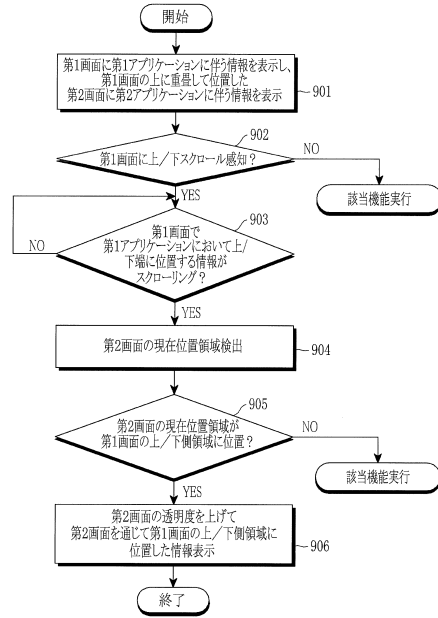 開始
第1画面に第1アプリケーションに伴う情報を表示し、
第1画面の上に重畳して位置した
第2画面に第2アプリケーションに伴う情報を表示
901
902
第1画面に上/下スクロール感知?
NO
該当機能実行
YES
903
第1画面で
第1アプリケーションにおいて上/
下端に位置する情報が
スクローリング?
NO
YES
第2画面の現在位置領域検出
904
905
第2画面の現在位置領域が
第1画面の上/下側領域に位置?
NO
該当機能実行
YES
第2画面の透明度を上げて
第2画面を通じて第1画面の上/下側領域に
位置した情報表示
906
終了